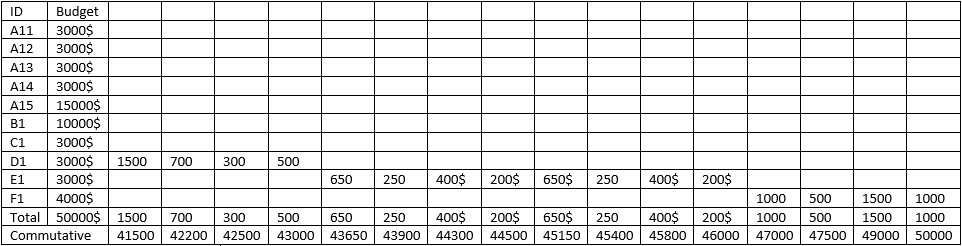 ID Budget
A11 3000$
A12 3000$
A13 3000$
A14 3000$
A15 15000$
B1 10000$
C1 3000$
D1 3000$ 1500 700 300 500
E1 3000$ 650 250 400$ 200$ 650$ 250 400$ 200$
F1 4000$ 1000 500 1500 1000
Total 50000$ 1500 700 300 500 650 250 400$ 200$ 650$ 250 400$ 200$ 1000 500 1500 1000
Commutative 41500 42200 42500 43000 43650 43900 44300 44500 45150 45400 45800 46000 47000 47500 49000 50000